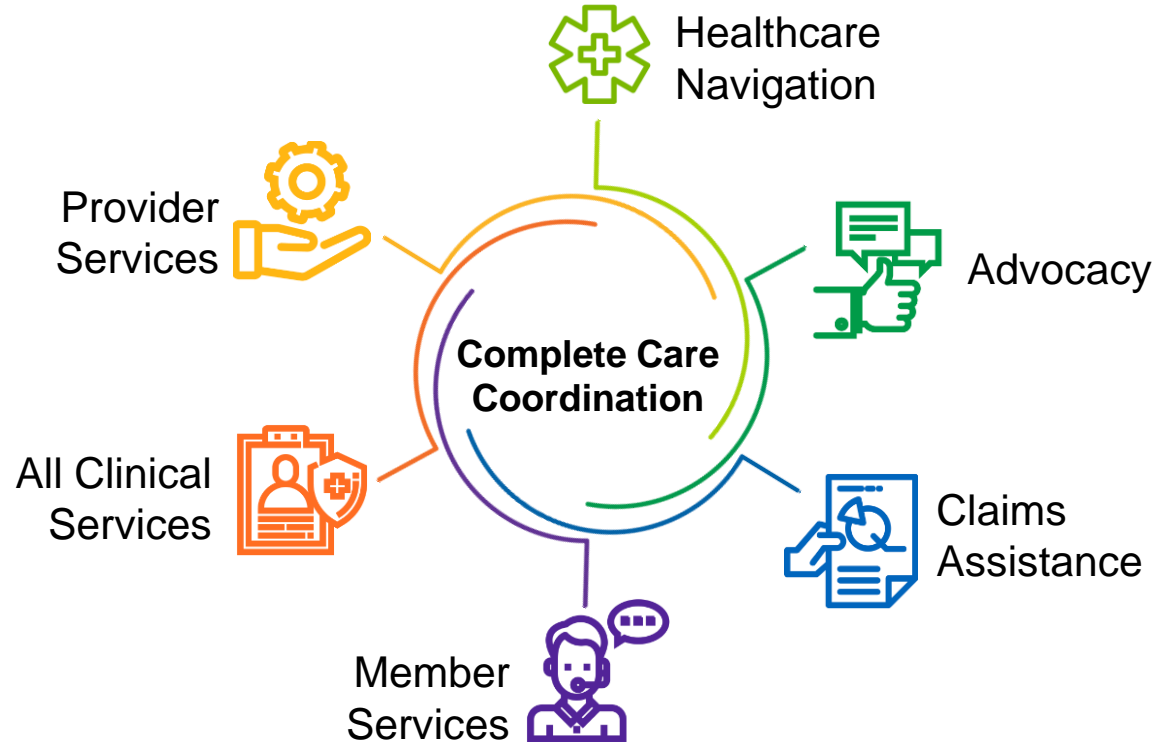 Healthcare
Navigation
Provider
Services
Advocacy
Complete Care
Coordination
All Clinical
Services
Claims
Assistance
Member
Services